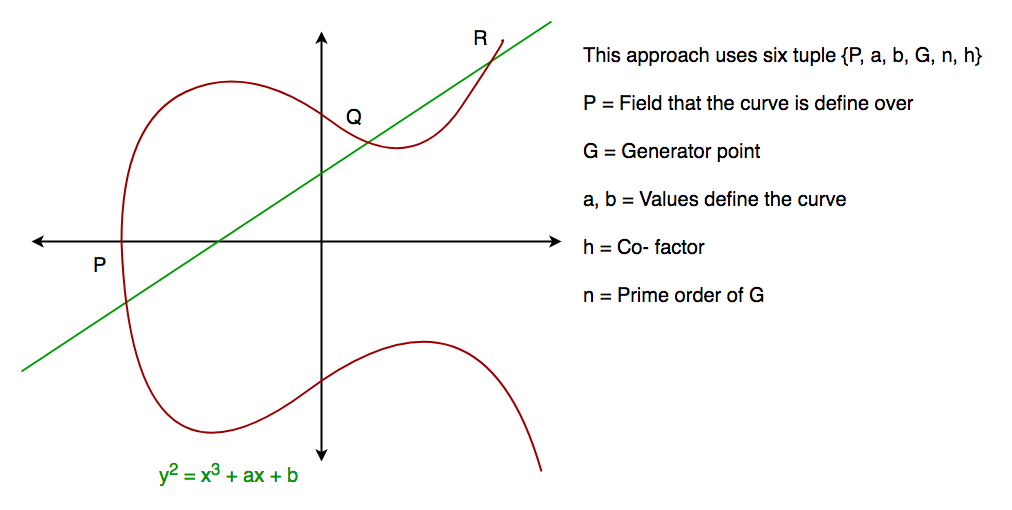 R
Q
P
y² = x³ + ax + b
This approach uses six tuple {P, a, b, G, n, h}
P = Field that the curve is define over
G = Generator point
a, b = Values define the curve
h = Co- factor
n = Prime order of G